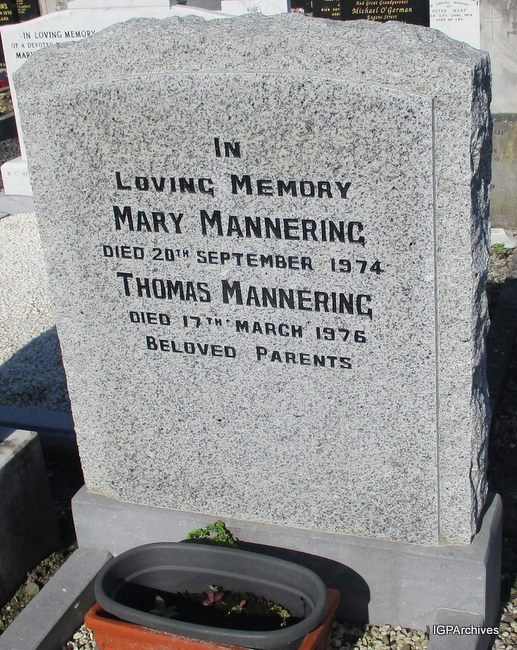 In
Loving Memory
Mary Mannering
died 20th September 1974
Thomas Mannering
died 17th March 1976
Beloved Parents
IN LOVING MEMORY
Michael O'Gorman
IGPArchives